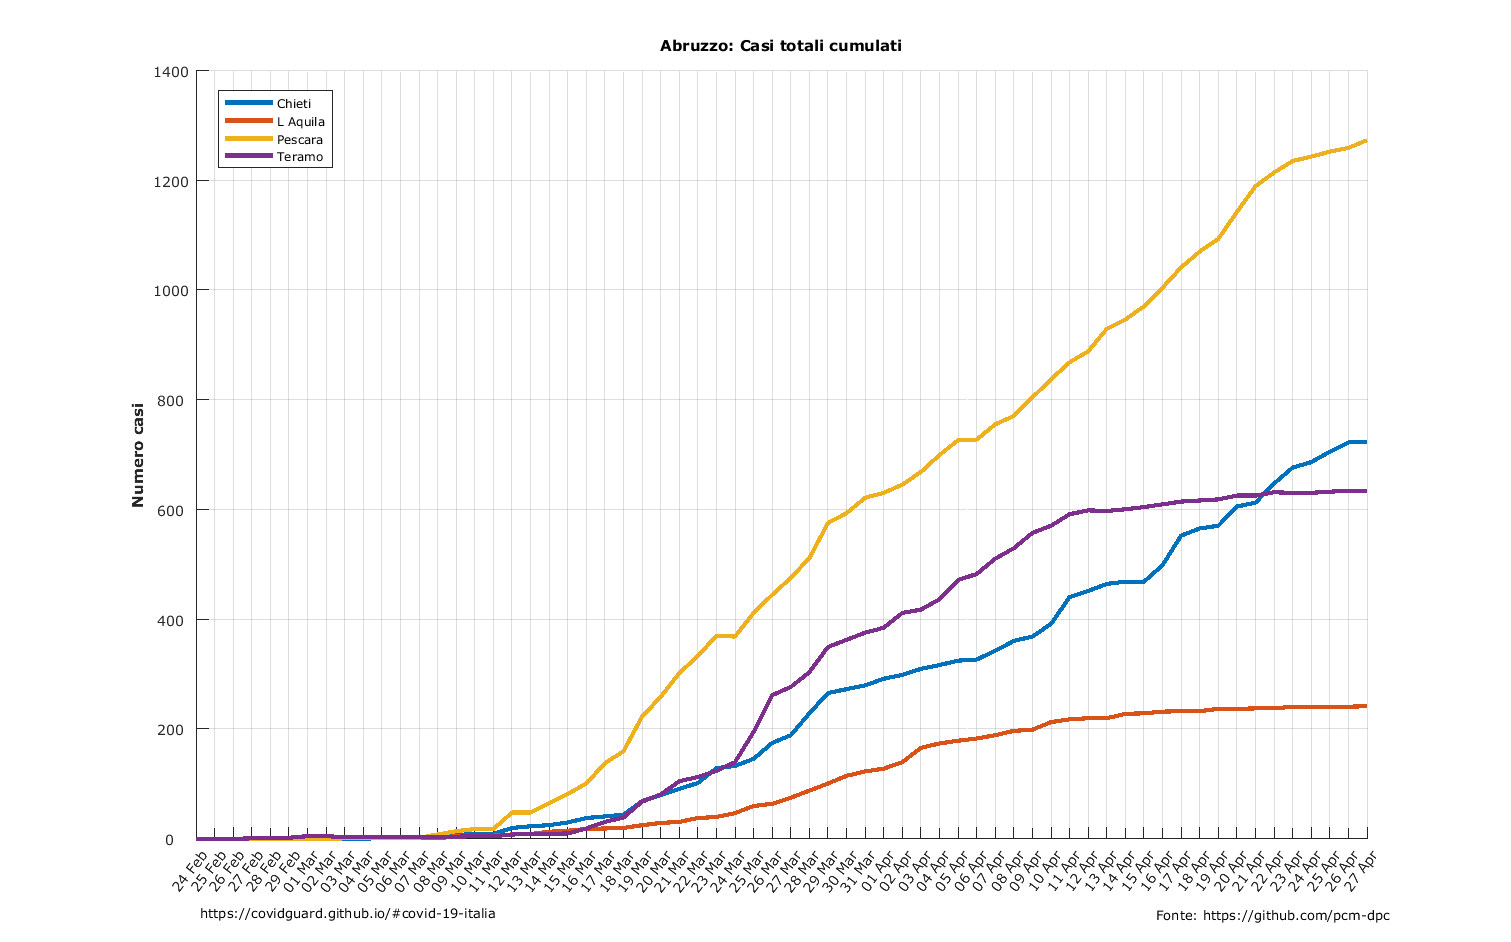 Abruzzo: Casi totali cumulati
1400
1200
1000
800
600
400
200
0
Numero casi
Chieti
L Aquila
Pescara
Teramo
24 Feb
25 Feb
26 Feb
27 Feb
28 Feb
29 Feb
01 Mar
02 Mar
03 Mar
04 Mar
05 Mar
06 Mar
07 Mar
08 Mar
09 Mar
10 Mar
11 Mar
12 Mar
13 Mar
14 Mar
15 Mar
16 Mar
17 Mar
18 Mar
19 Mar
20 Mar
21 Mar
22 Mar
23 Mar
24 Mar
25 Mar
26 Mar
27 Mar
28 Mar
29 Mar
30 Mar
31 Mar
01 Apr
02 Apr
03 Apr
04 Apr
05 Apr
06 Apr
07 Apr
08 Apr
09 Apr
10 Apr
11 Apr
12 Apr
13 Apr
14 Apr
15 Apr
16 Apr
17 Apr
18 Apr
19 Apr
20 Apr
21 Apr
22 Apr
23 Apr
24 Apr
25 Apr
26 Apr
27 Apr
https://covidguard.github.io/#covid-19-italia
Fonte: https://github.com/pcm-dpc